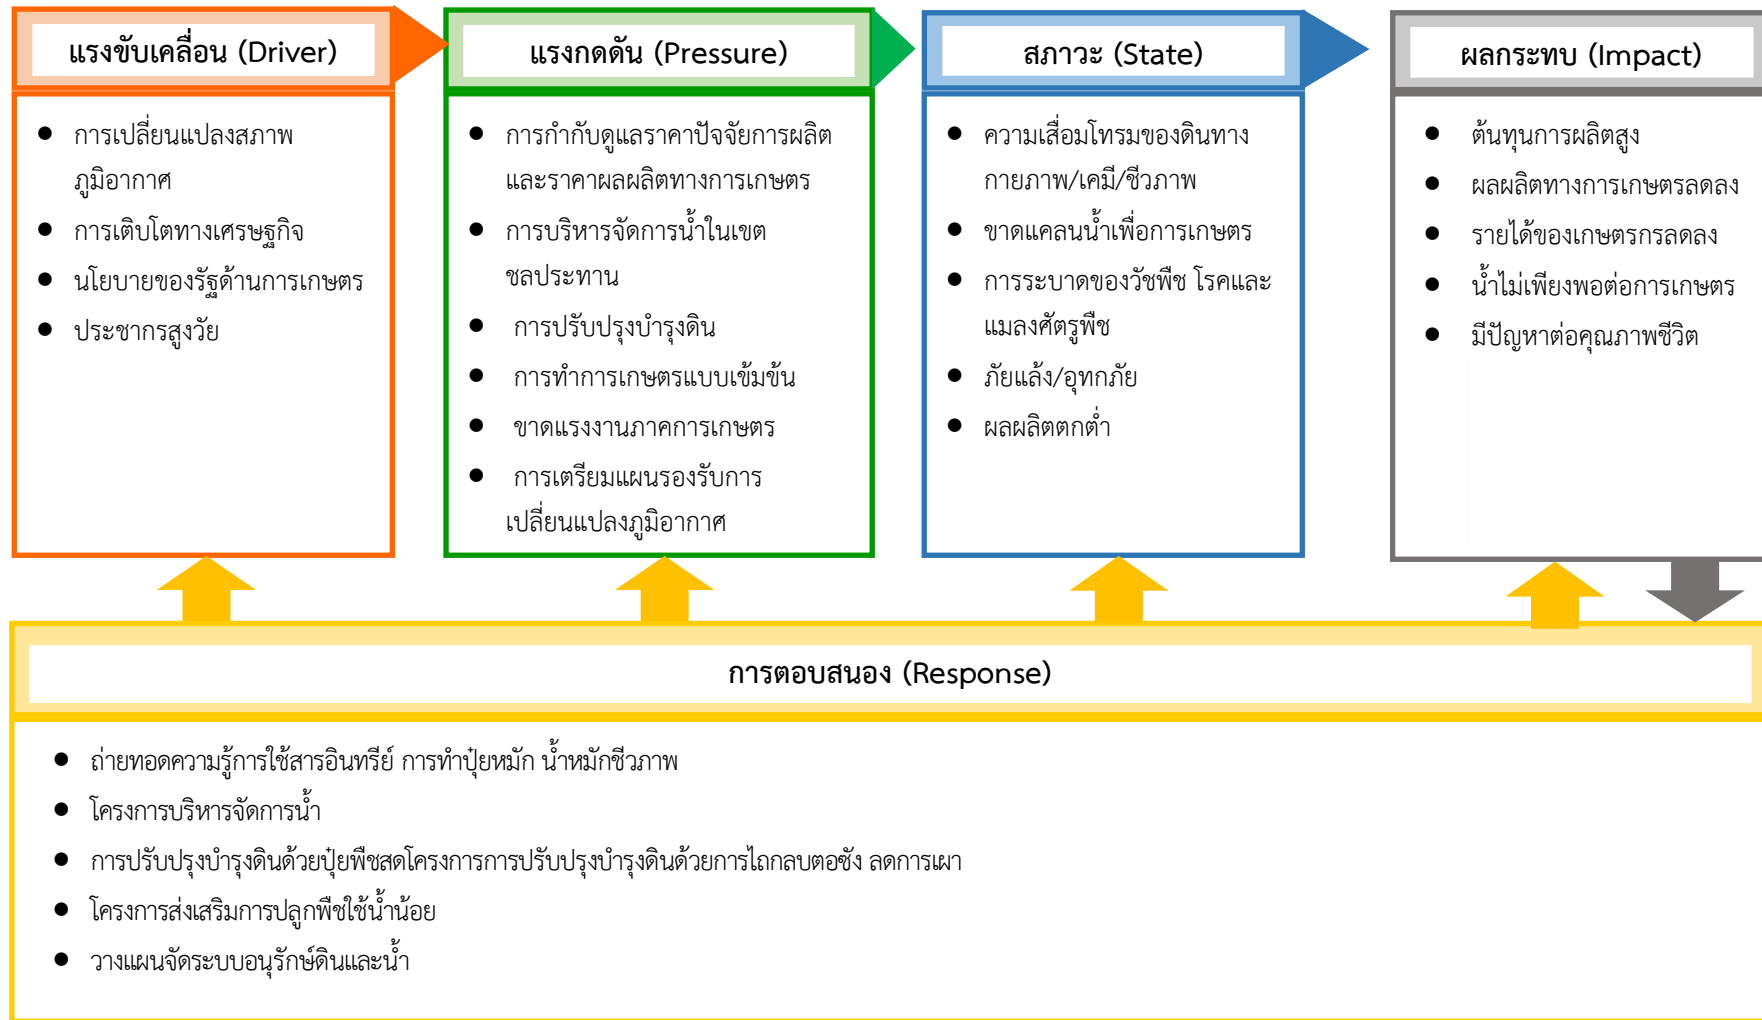 แรงขับเคลื่อน (Driver)
● การเปลี่ยนแปลงสภาพ
ภูมิอากาศ
● การเติบโตทางเศรษฐกิจ
● นโยบายของรัฐด้านการเกษตร
● ประชากรสูงวัย
แรงกดดัน (Pressure)
● การกำกับดูแลราคาปัจจัยการผลิต
และราคาผลผลิตทางการเกษตร
● การบริหารจัดการน้ำในเขต
ชลประทาน
● การปรับปรุงบำรุงดิน
● การทำการเกษตรแบบเข้มข้น
● ขาดแรงงานภาคการเกษตร
● การเตรียมแผนรองรับการ
เปลี่ยนแปลงภูมิอากาศ
สภาวะ (State)
● ความเสื่อมโทรมของดินทาง
กายภาพ/เคมี/ชีวภาพ
● ขาดแคลนน้ำเพื่อการเกษตร
● การระบาดของวัชพืช โรคและ
แมลงศัตรูพืช
● ภัยแล้ง/อุทกภัย
● ผลผลิตตกต่ำ
ผลกระทบ (Impact)
● ต้นทุนการผลิตสูง
● ผลผลิตทางการเกษตรลดลง
● รายได้ของเกษตรกรลดลง
● น้ำไม่เพียงพอต่อการเกษตร
● มีปัญหาต่อคุณภาพชีวิต
การตอบสนอง (Response)
● ถ่ายทอดความรู้การใช้สารอินทรีย์ การทำปุ๋ยหมัก น้ำหมักชีวภาพ
● โครงการบริหารจัดการน้ำ
● การปรับปรุงบำรุงดินด้วยปุ๋ยพืชสดโครงการการปรับปรุงบำรุงดินด้วยการไถกลบตอซัง ลดการเผา
● โครงการส่งเสริมการปลูกพืชใช้น้ำน้อย
● วางแผนจัดระบบอนุรักษ์ดินและน้ำ